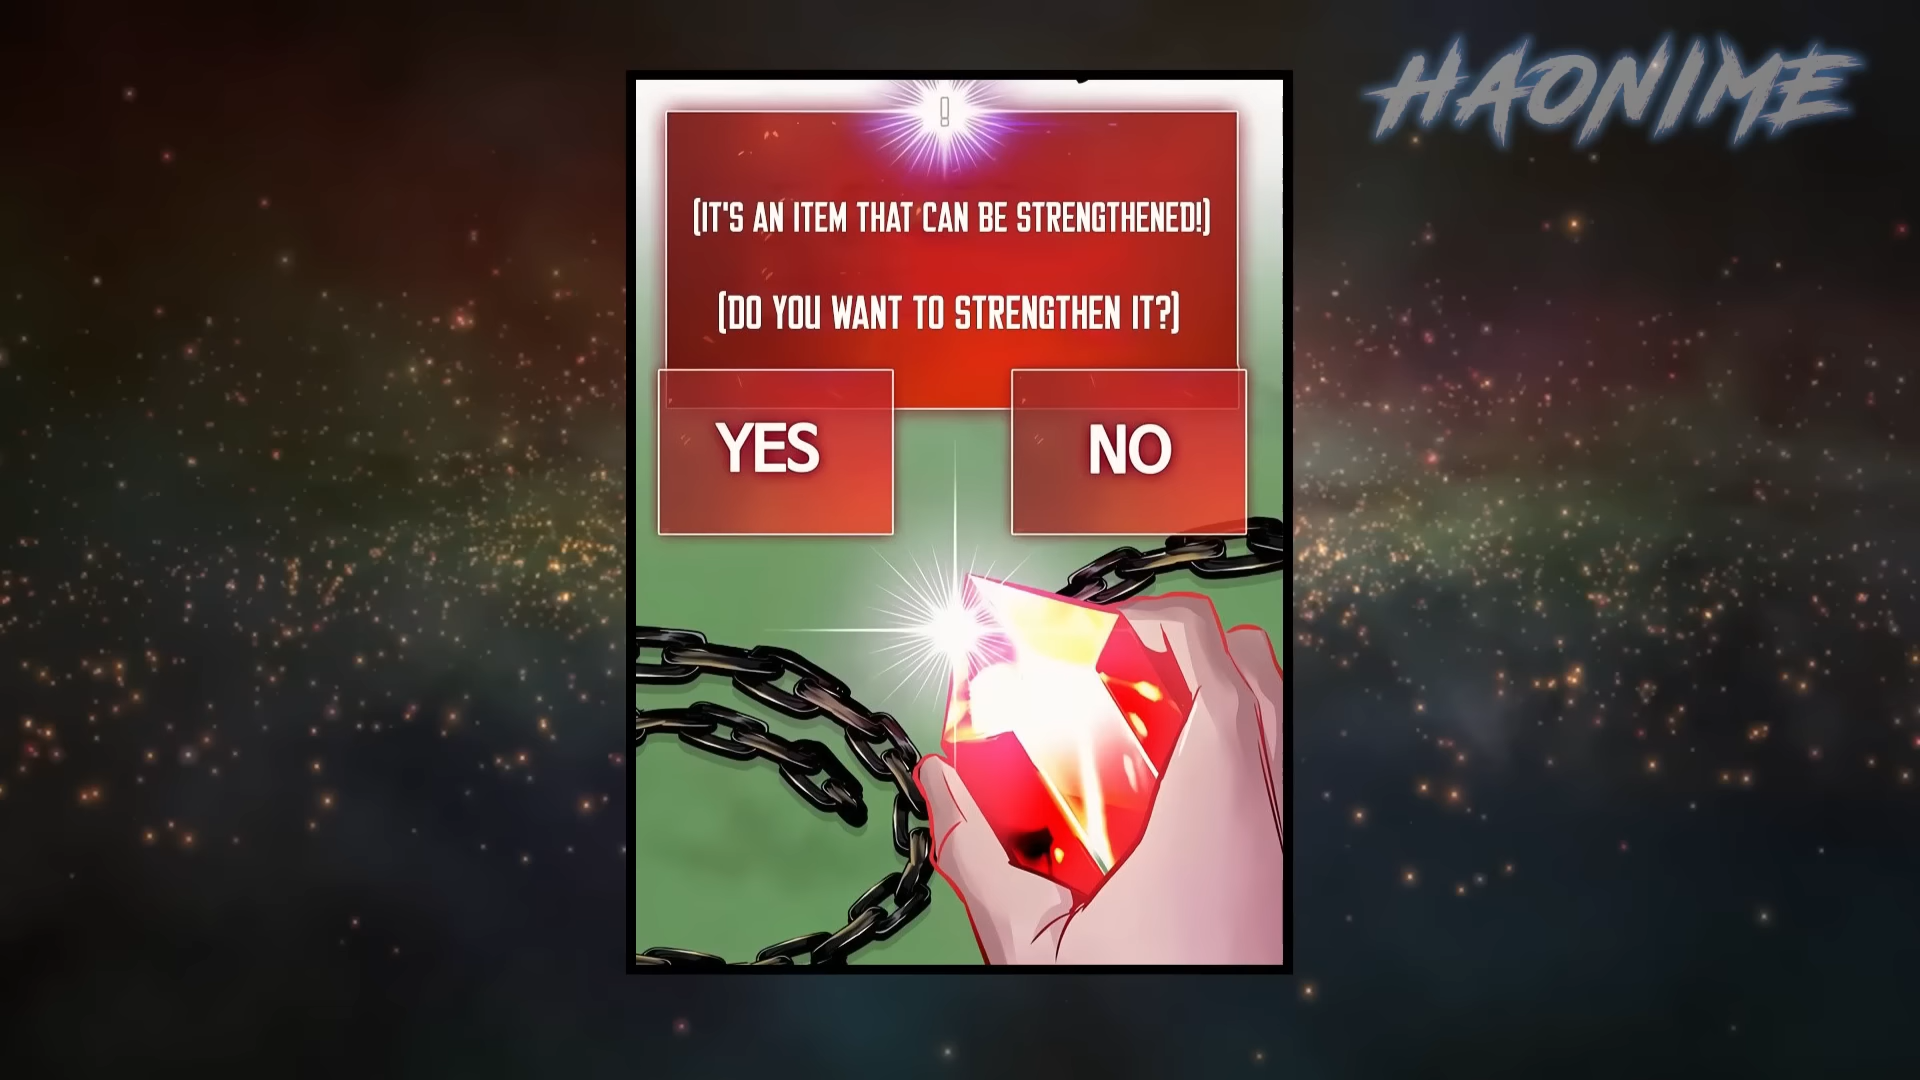 HAONIME
!
(IT'S AN ITEM THAT CAN BE STRENGTHENED!)
(DO YOU WANT TO STRENGTHEN IT?)
YES
NO